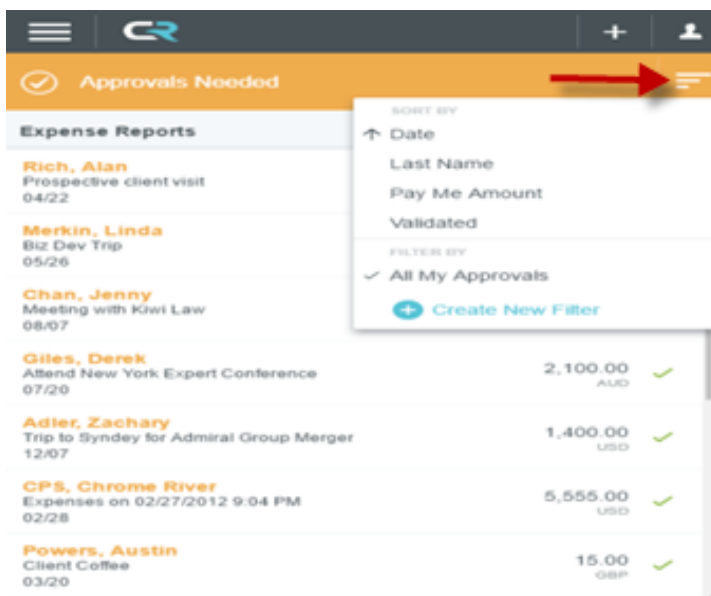 CR
Approvals Needed
SORT BY
Date
Last Name
Pay Me Amount
Validated
FILTER BY
All My Approvals
Create New Filter
Expense Reports
Rich, Alan
Prospective client visit
04/22
Merkin, Linda
Biz Dev Trip
05/26
Chan, Jenny
Meeting with Kiwi Law
08/07
Giles, Derek
Attend New York Expert Conference
07/20
2,100.00
AUD
Adler, Zachary
Trip to Syndey for Admiral Group Merger
12/07
1,400.00
USD
CPS, Chrome River
Expenses on 02/27/2012 9:04 PM
02/28
5,555.00
USD
Powers, Austin
Client Coffee
03/20
15.00
GBP